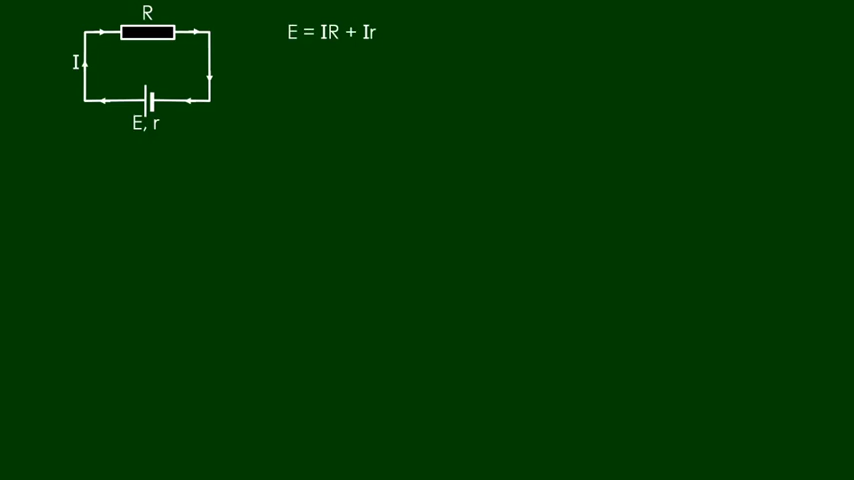 R
E = IR + Ir
I
E, r